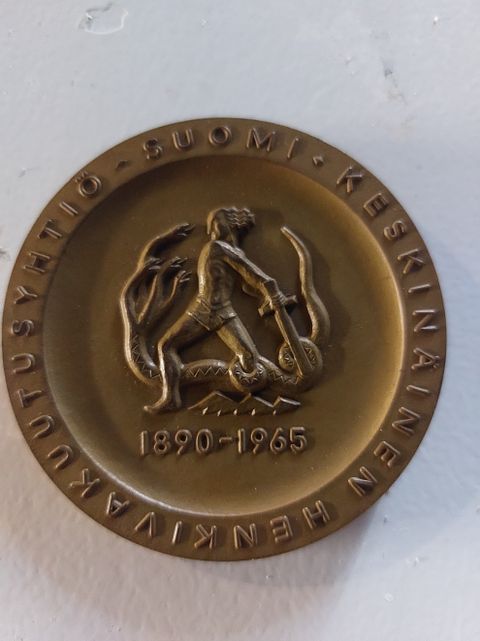 SUOMI • KESKINÄINEN HENKIVAKUUTUSYHTIÖ -
1890-1965